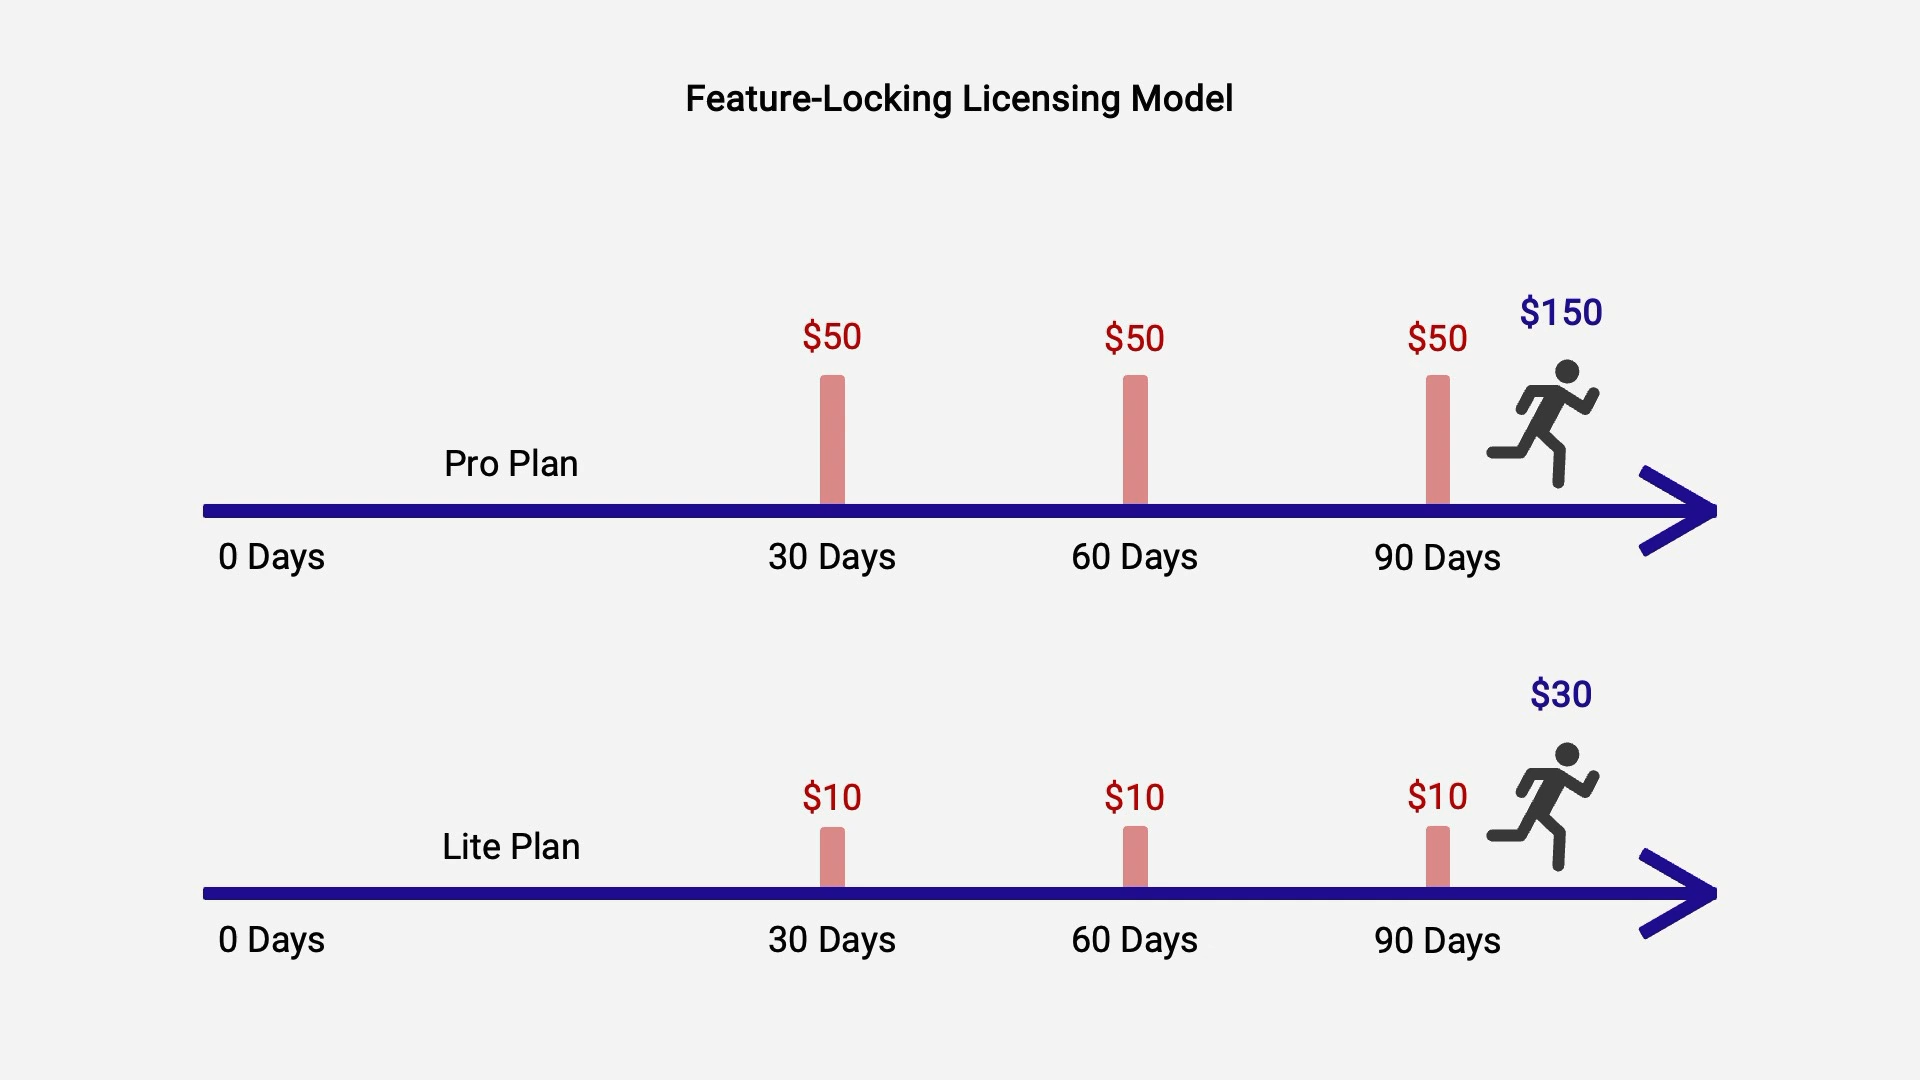 Feature-Locking Licensing Model
$150
$50 $50 $50
Pro Plan
0 Days 30 Days 60 Days 90 Days
$30
$10 $10 $10
Lite Plan
0 Days 30 Days 60 Days 90 Days